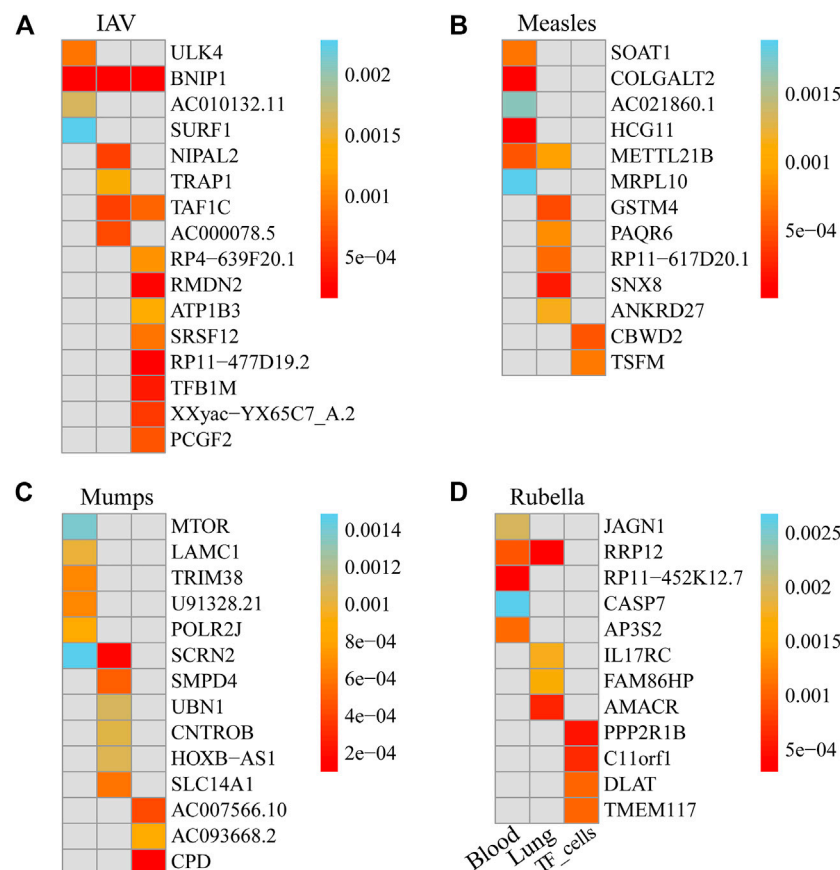 A IAV
ULK4
BNIP1
AC010132.11
SURF1
NIPAL2
TRAP1
TAF1C
AC000078.5
RP4−639F20.1
RMDN2
ATP1B3
SRSF12
RP11−477D19.2
TFB1M
XXyac−YX65C7_A.2
PCGF2
0.002
0.0015
0.001
5e−04
B Measles
SOAT1
COLGALT2
AC021860.1
HCG11
METTL21B
MRPL10
GSTM4
PAQR6
RP11−617D20.1
SNX8
ANKRD27
CBWD2
TSFM
0.0015
0.001
5e−04
C Mumps
MTOR
LAMC1
TRIM38
U91328.21
POLR2J
SCRN2
SMPD4
UBN1
CNTROB
HOXB−AS1
SLC14A1
AC007566.10
AC093668.2
CPD
0.0014
0.0012
0.001
8e−04
6e−04
4e−04
2e−04
D Rubella
JAGN1
RRP12
RP11−452K12.7
CASP7
AP3S2
IL17RC
FAM86HP
AMACR
PPP2R1B
C11orf1
DLAT
TMEM117
0.0025
0.002
0.0015
0.001
5e−04
Blood Lung TF_cells